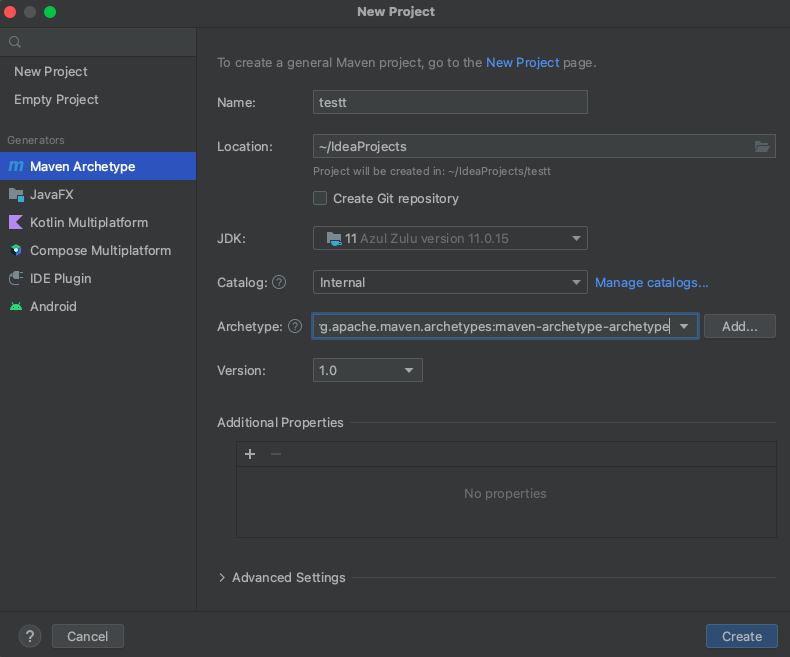 New Project
New Project
Empty Project
Generators
m Maven Archetype
JavaFX
Kotlin Multiplatform
Compose Multiplatform
IDE Plugin
Android
To create a general Maven project, go to the New Project page.
Name: testt
Location: ~/IdeaProjects
Project will be created in: ~/IdeaProjects/testt
Create Git repository
JDK: 11 Azul Zulu version 11.0.15
Catalog: ? Internal Manage catalogs...
Archetype: ? g.apache.maven.archetypes:maven-archetype-archetype Add...
Version: 1.0
Additional Properties
+ −
No properties
> Advanced Settings
? Cancel Create